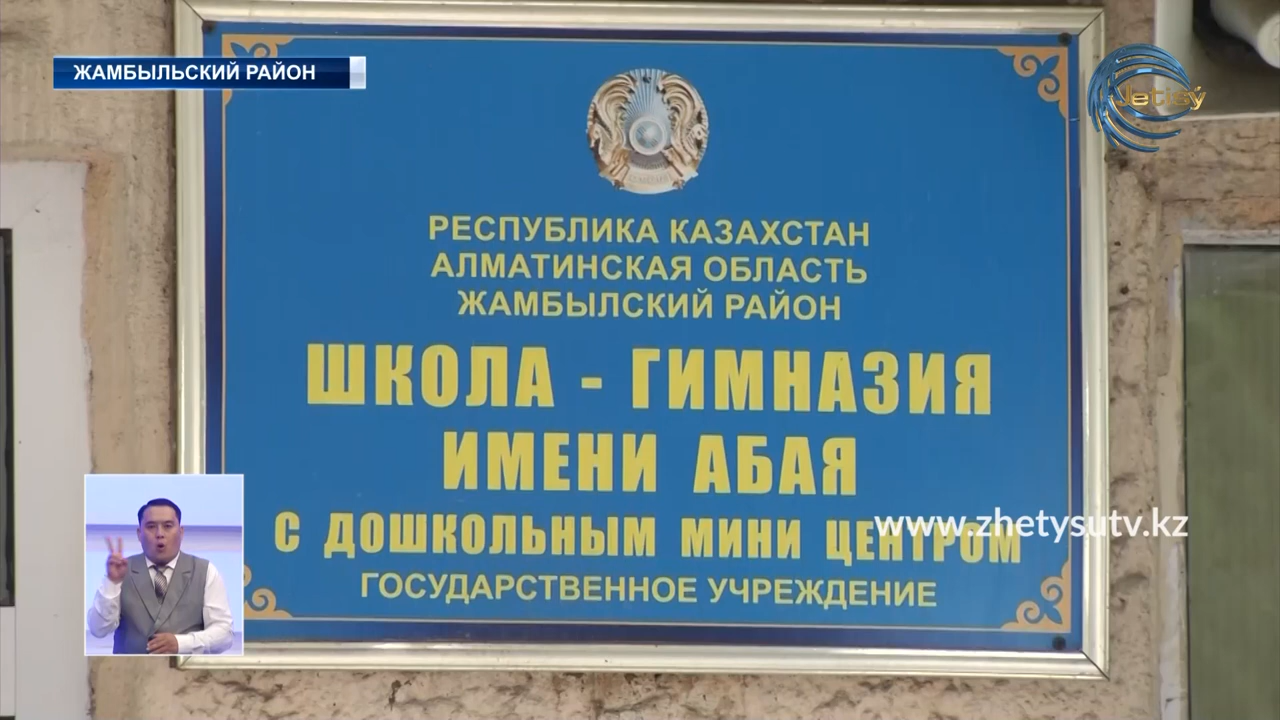 ЖАМБЫЛЬСКИЙ РАЙОН
Jetisý
РЕСПУБЛИКА КАЗАХСТАН
АЛМАТИНСКАЯ ОБЛАСТЬ
ЖАМБЫЛСКИЙ РАЙОН
ШКОЛА - ГИМНАЗИЯ
ИМЕНИ АБАЯ
С ДОШКОЛЬНЫМ МИНИ ЦЕНТРОМ
www.zhetysutv.kz
ГОСУДАРСТВЕННОЕ УЧРЕЖДЕНИЕ